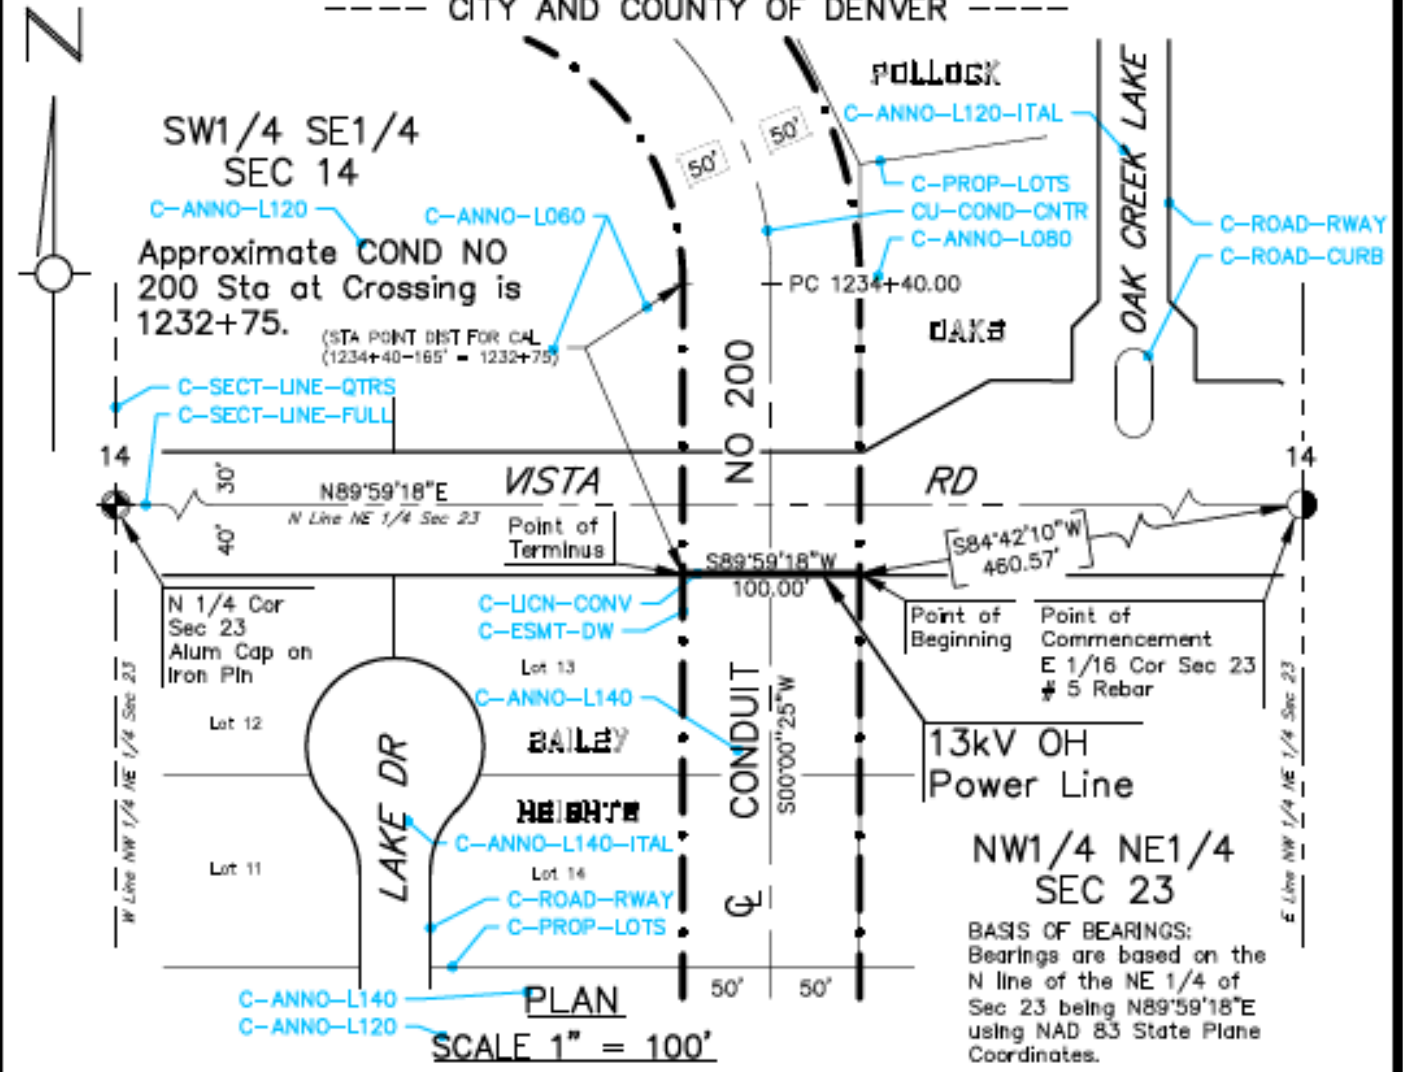 ---- CITY AND COUNTY OF DENVER ----
N
SW1/4 SE1/4
SEC 14
C-ANNO-L120
C-ANNO-L060
Approximate COND NO
200 Sta at Crossing is
1232+75.
(STA POINT DIST FOR CAL
(1234+40-165' = 1232+75)
50'
50'
POLLOCK
C-ANNO-L120-ITAL
C-PROP-LOTS
CU-COND-CNTR
C-ANNO-L080
PC 1234+40.00
OAKS
OAK CREEK LAKE
C-ROAD-RWAY
C-ROAD-CURB
C-SECT-LINE-QTRS
C-SECT-LINE-FULL
14
30'
40'
N89°59'18"E
N Line NE 1/4 Sec 23
VISTA
RD
NO 200
14
Point of
Terminus
S89°59'18"W
100.00'
S84°42'10"W
460.57'
N 1/4 Cor
Sec 23
Alum Cap on
Iron Pin
C-LICN-CONV
C-ESMT-DW
Point of
Beginning
Point of
Commencement
E 1/16 Cor Sec 23
# 5 Rebar
Lot 13
C-ANNO-L140
Lot 12
BAILEY
HEIGHTS
LAKE DR
C-ANNO-L140-ITAL
Lot 11
Lot 14
C-ROAD-RWAY
C-PROP-LOTS
W Line NW 1/4 NE 1/4 Sec 23
℄ CONDUIT
S00°00'25"W
13kV OH
Power Line
E Line NW 1/4 NE 1/4 Sec 23
NW1/4 NE1/4
SEC 23
BASIS OF BEARINGS:
Bearings are based on the
N line of the NE 1/4 of
Sec 23 being N89°59'18"E
using NAD 83 State Plane
Coordinates.
50'
50'
C-ANNO-L140
C-ANNO-L120
PLAN
SCALE 1" = 100'